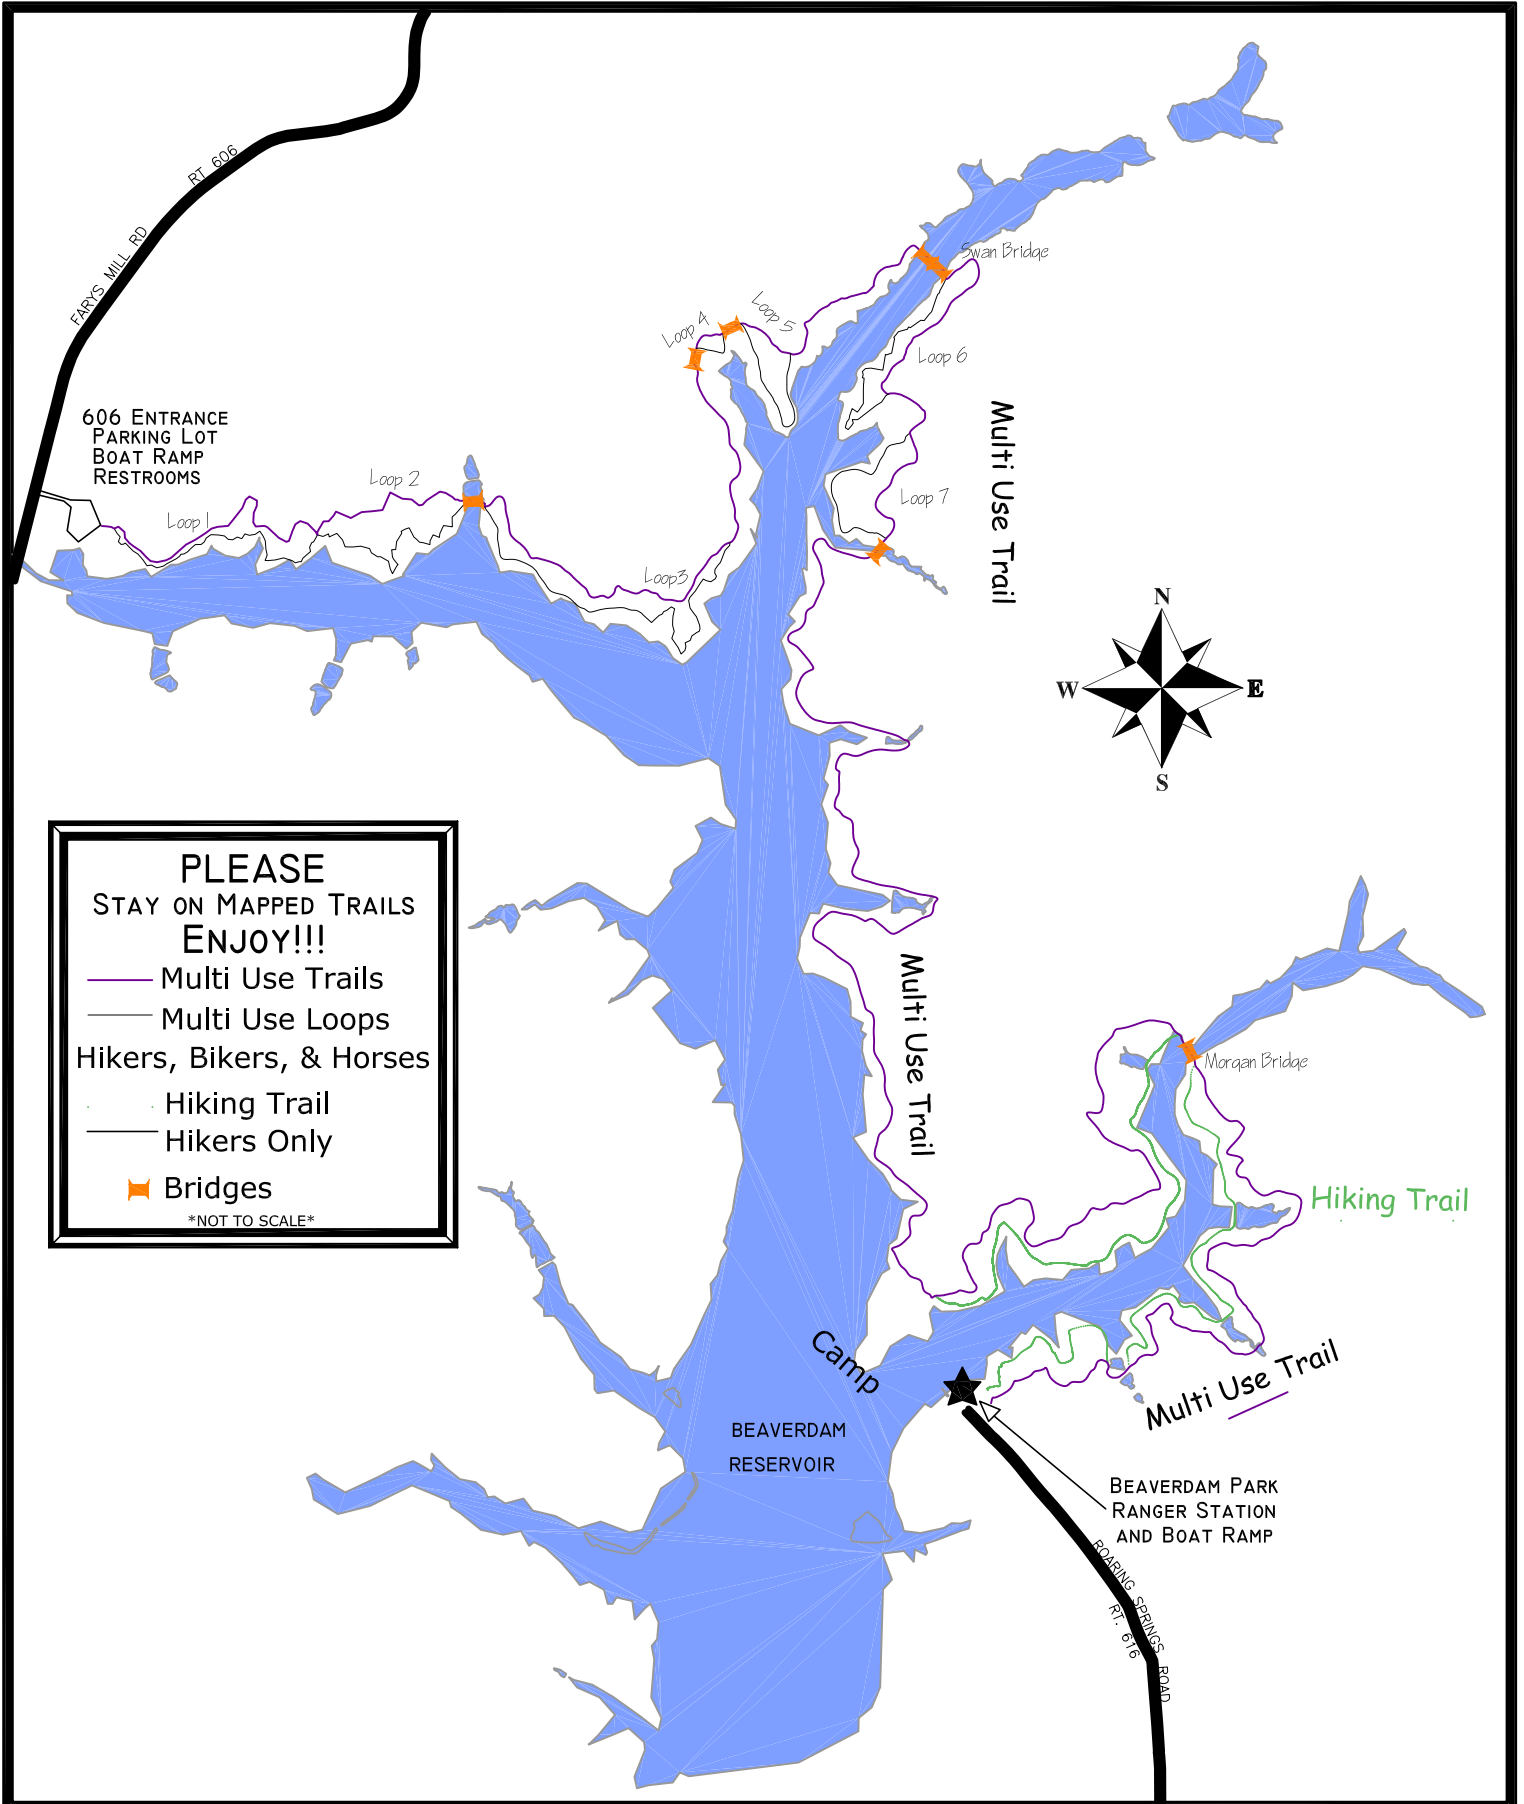 RT 606
FARYS MILL RD
Swan Bridge
Loop 4
Loop 5
Loop 6
606 ENTRANCE
PARKING LOT
BOAT RAMP
RESTROOMS
Loop 1
Loop 2
Loop3
Loop 7
Multi Use Trail
N
W
E
S
PLEASE
STAY ON MAPPED TRAILS
ENJOY!!!
Multi Use Trails
Multi Use Loops
Hikers, Bikers, & Horses
Hiking Trail
Hikers Only
Bridges
*NOT TO SCALE*
Multi Use Trail
Morgan Bridge
Hiking Trail
Camp
Multi Use Trail
BEAVERDAM
RESERVOIR
BEAVERDAM PARK
RANGER STATION
AND BOAT RAMP
ROARING SPRINGS ROAD
RT. 616